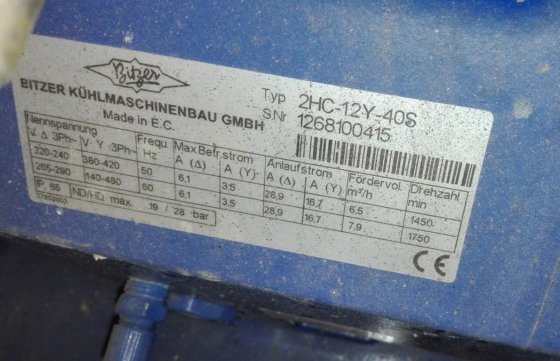 Bitzer
BITZER KÜHLMASCHINENBAU GMBH
Made in E.C.
Typ 2HC-12Y-40S
S.Nr 1268100415
Nennspannung Frequ. Max.Betr.strom Anlaufstrom Fördervol. Drehzahl
V Δ 3Ph~ V Y 3Ph~ Hz A (Δ) A (Y) A (Δ) A (Y) m³/h min
220-240 380-420 50 6,1 3,5 28,9 16,7 6,5 1450
265-290 140-480 50 6,1 3,5 28,9 16,7 7,9 1750
IP 65 ND/HD max. 19 / 28 bar
CE